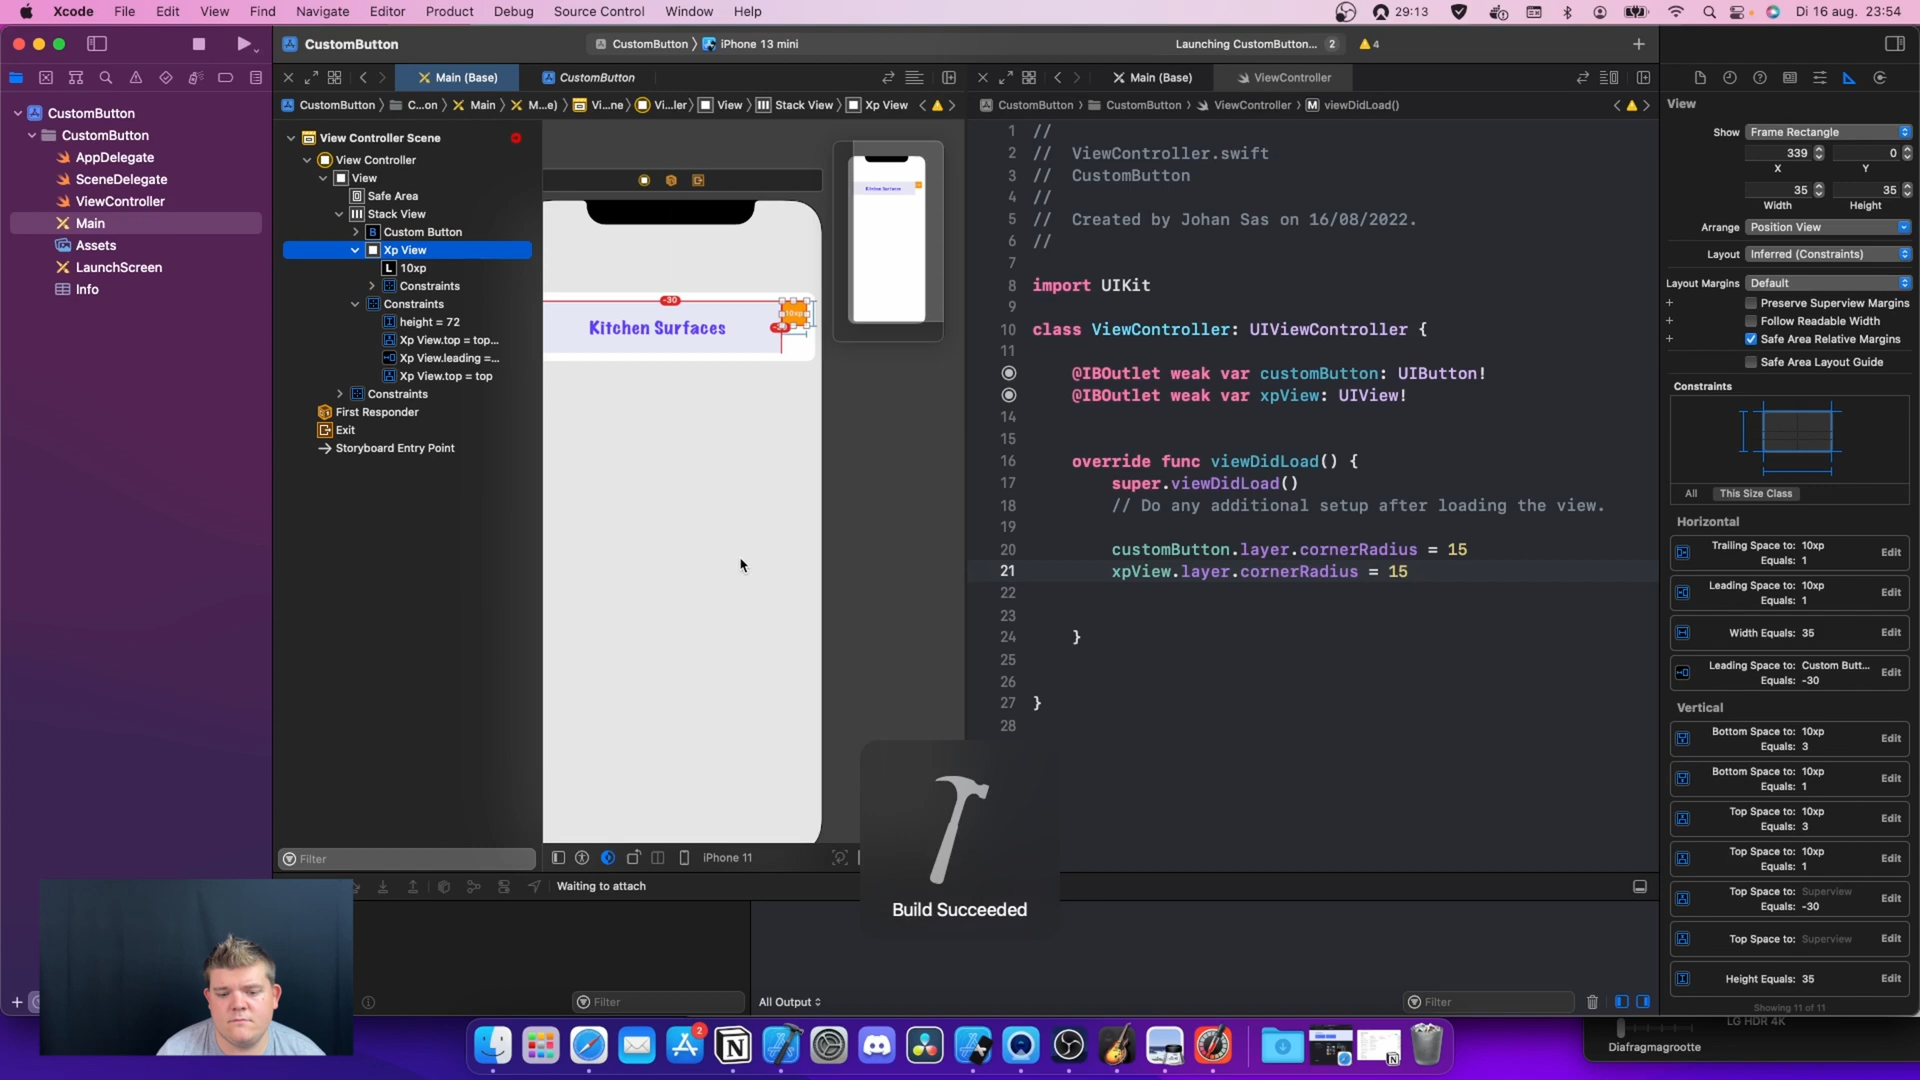 Xcode File Edit View Find Navigate Editor Product Debug Source Control Window Help 29:13 Di 16 aug. 23:54
CustomButton CustomButton iPhone 13 mini Launching CustomButton... 2 4
Main (Base) CustomButton Main (Base) ViewController
CustomButton C...on Main M...e) Vi...ne Vi...ler View Stack View Xp View
CustomButton CustomButton ViewController viewDidLoad()
CustomButton
CustomButton
AppDelegate
SceneDelegate
ViewController
Main
Assets
LaunchScreen
Info
View Controller Scene
View Controller
View
Safe Area
Stack View
B Custom Button
Xp View
L 10xp
Constraints
Constraints
height = 72
Xp View.top = top...
Xp View.leading =...
Xp View.top = top
Constraints
First Responder
Exit
Storyboard Entry Point
Filter
Kitchen Surfaces
-30
10xp
Kitchen Surfaces
iPhone 11
1 //
2 // ViewController.swift
3 // CustomButton
4 //
5 // Created by Johan Sas on 16/08/2022.
6 //
7
8 import UIKit
9
10 class ViewController: UIViewController {
11
@IBOutlet weak var customButton: UIButton!
@IBOutlet weak var xpView: UIView!
14
15
16 override func viewDidLoad() {
17 super.viewDidLoad()
18 // Do any additional setup after loading the view.
19
20 customButton.layer.cornerRadius = 15
21 xpView.layer.cornerRadius = 15
22
23
24 }
25
26
27 }
28
Build Succeeded
Waiting to attach
Filter
All Output
Filter
View
Show Frame Rectangle
339 0
X Y
35 35
Width Height
Arrange Position View
Layout Inferred (Constraints)
Layout Margins Default
Preserve Superview Margins
Follow Readable Width
Safe Area Relative Margins
Safe Area Layout Guide
Constraints
All This Size Class
Horizontal
Trailing Space to: 10xp
Equals: 1
Edit
Leading Space to: 10xp
Equals: 1
Edit
Width Equals: 35
Edit
Leading Space to: Custom Butt...
Equals: -30
Edit
Vertical
Bottom Space to: 10xp
Equals: 3
Edit
Bottom Space to: 10xp
Equals: 1
Edit
Top Space to: 10xp
Equals: 3
Edit
Top Space to: 10xp
Equals: 1
Edit
Top Space to: Superview
Equals: -30
Edit
Top Space to: Superview
Edit
Height Equals: 35
Edit
Showing 11 of 11
LG HDR 4K
Diafragmagrootte
2